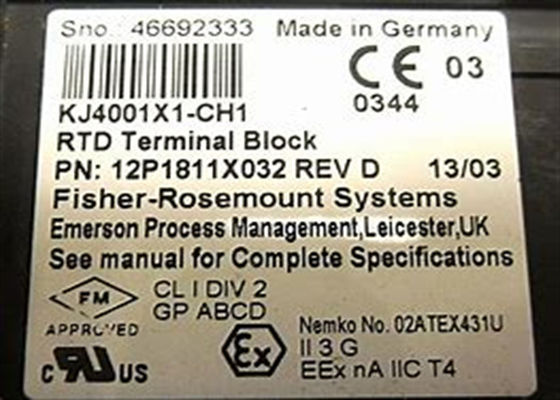 Sno.: 46692333 Made in Germany
CE 03
0344
KJ4001X1-CH1
RTD Terminal Block
PN: 12P1811X032 REV D 13/03
Fisher-Rosemount Systems
Emerson Process Management,Leicester,UK
See manual for Complete Specifications
FM
APPROVED
CL I DIV 2
GP ABCD
c UR US
Ex
Nemko No. 02ATEX431U
II 3 G
EEx nA IIC T4